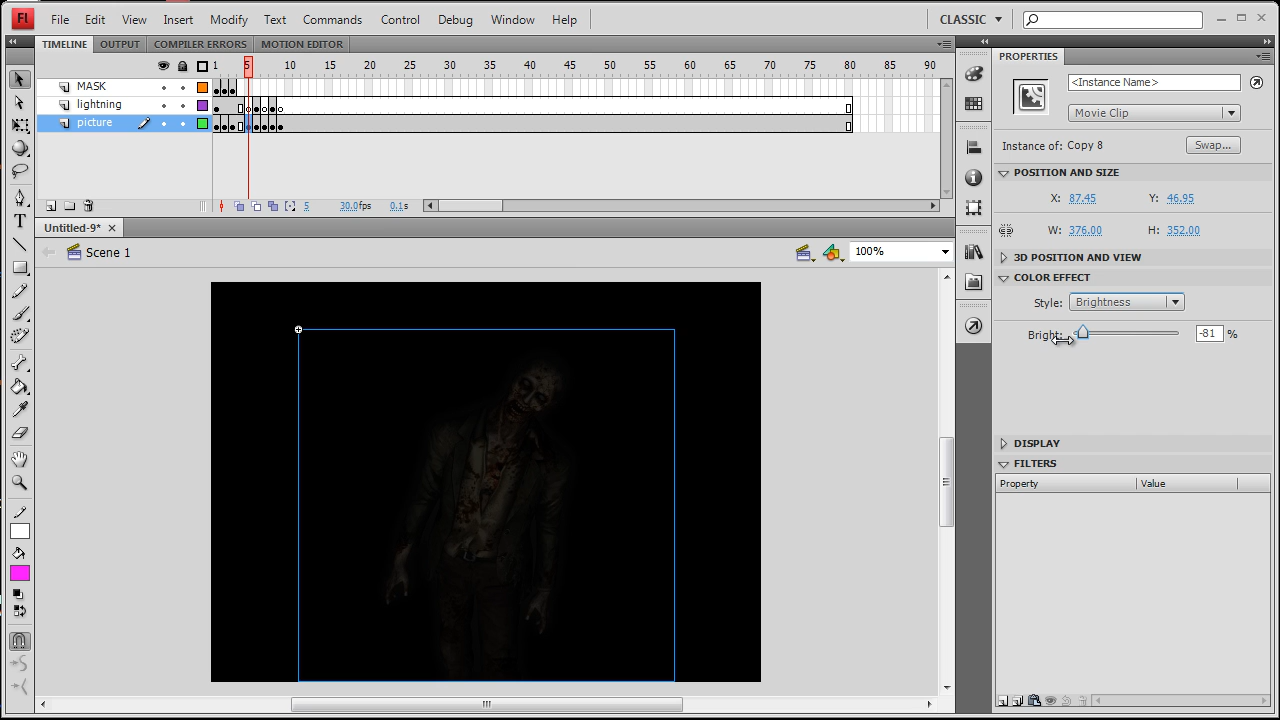 Fl File Edit View Insert Modify Text Commands Control Debug Window Help CLASSIC
TIMELINE OUTPUT COMPILER ERRORS MOTION EDITOR
1 5 10 15 20 25 30 35 40 45 50 55 60 65 70 75 80 85 90
MASK
lightning
picture
5 30.0fps 0.1s
Untitled-9*
Scene 1
100%
PROPERTIES
<Instance Name>
Movie Clip
Instance of: Copy 8 Swap...
POSITION AND SIZE
X: 87.45 Y: 46.95
W: 376.00 H: 352.00
3D POSITION AND VIEW
COLOR EFFECT
Style: Brightness
Bright: -81 %
DISPLAY
FILTERS
Property Value